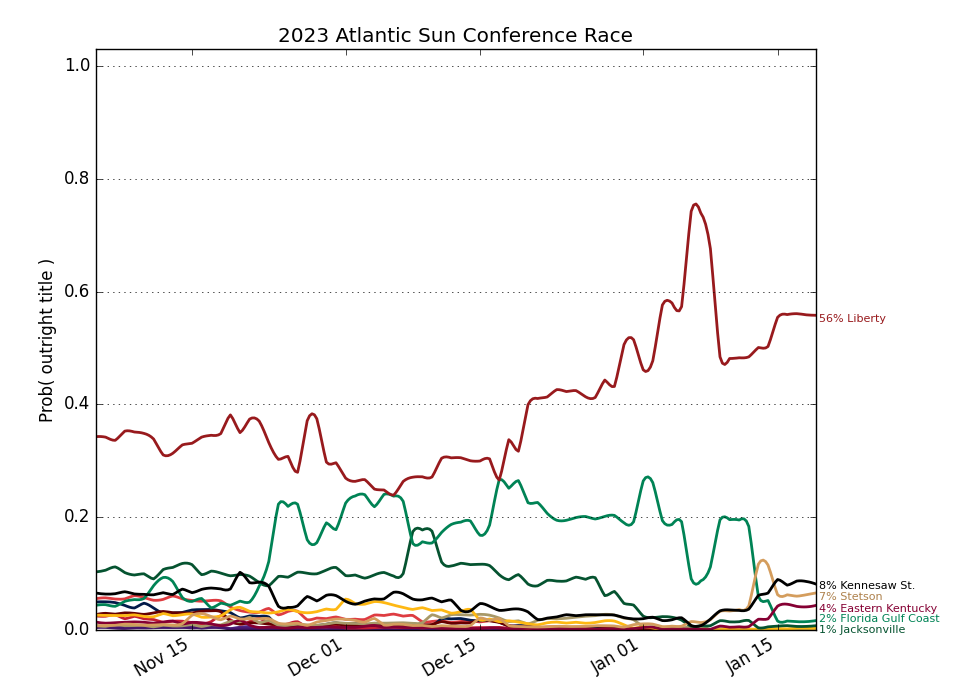 2023 Atlantic Sun Conference Race
1.0
0.8
0.6
0.4
0.2
0.0
Prob( outright title )
56% Liberty
8% Kennesaw St.
7% Stetson
4% Eastern Kentucky
2% Florida Gulf Coast
1% Jacksonville
Nov 15
Dec 01
Dec 15
Jan 01
Jan 15